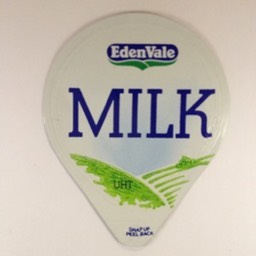 EdenVale
MILK
UHT
SNAP UP
PEEL BACK